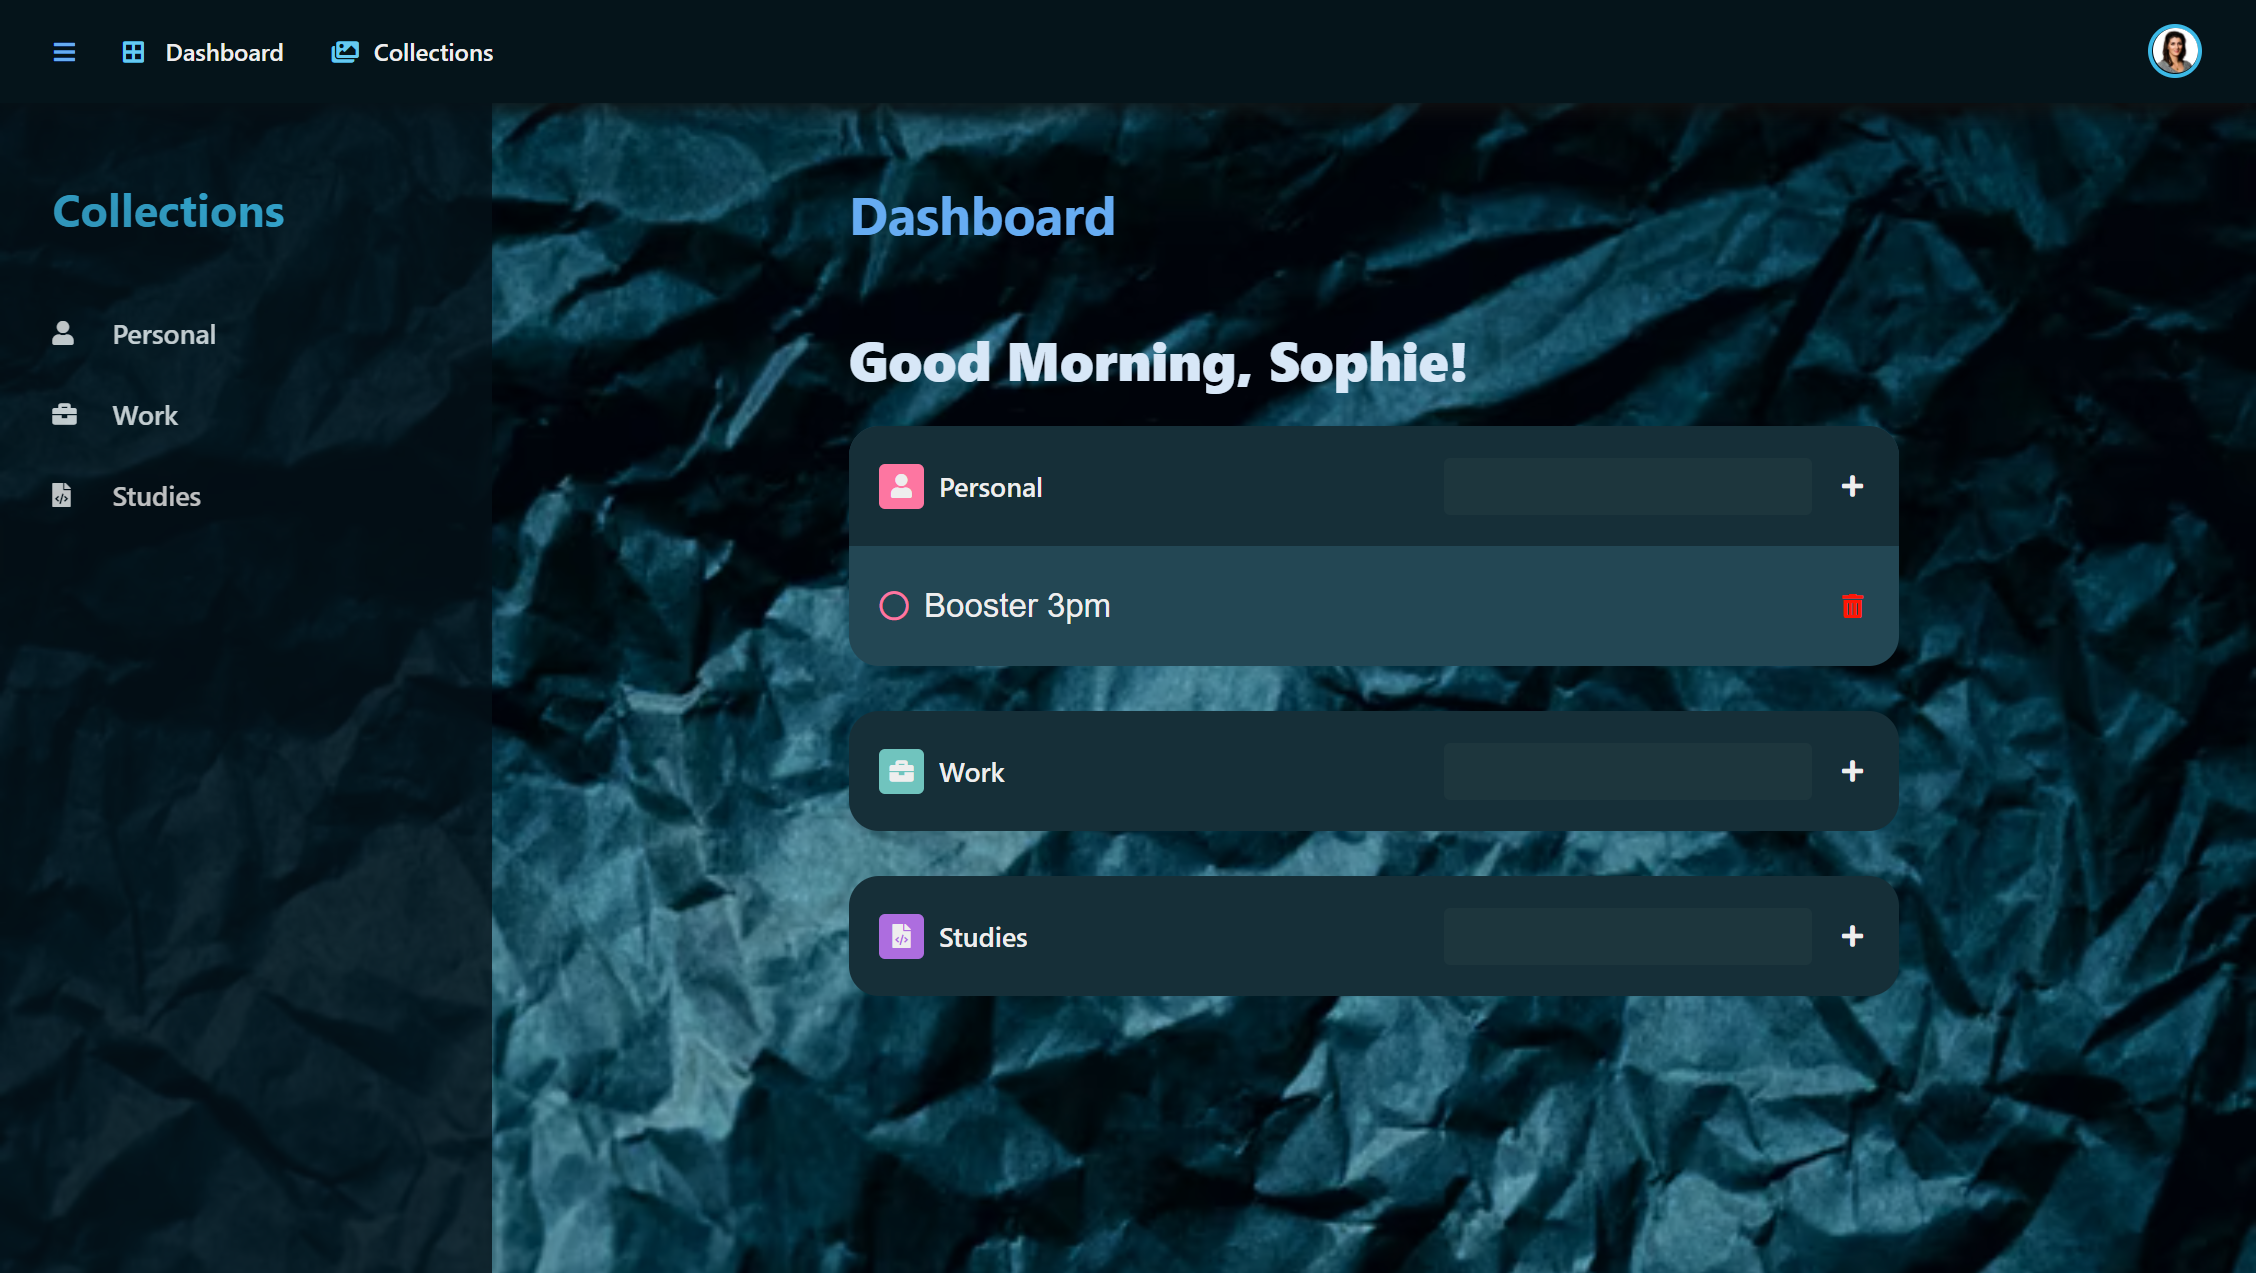 Dashboard
Collections
Collections
Personal
Work
Studies
Dashboard
Good Morning, Sophie!
Personal
Booster 3pm
Work
Studies